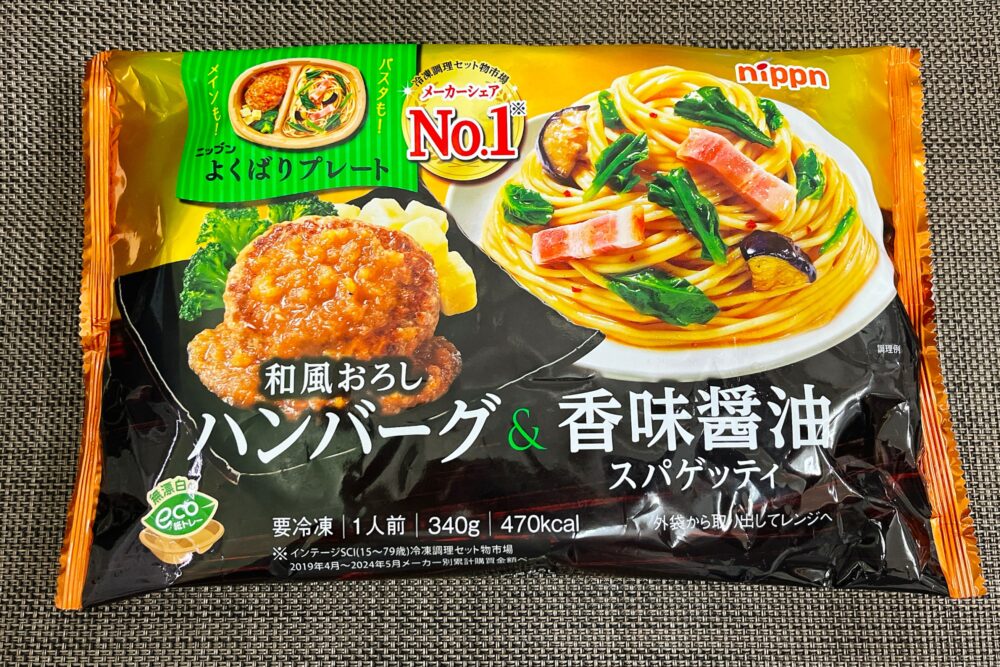 メインも!
パスタも!
ニップン
よくばりプレート
冷凍調理セット物市場
メーカーシェア
No.1※
nippn
調理例
和風おろし
ハンバーグ & 香味醤油
スパゲッティ
無漂白
eco
紙トレー
要冷凍|1人前|340g|470kcal
外袋から取り出してレンジへ
※インテージSCI(15〜79歳)冷凍調理セット物市場
2019年4月〜2024年5月メーカー別累計購買金額